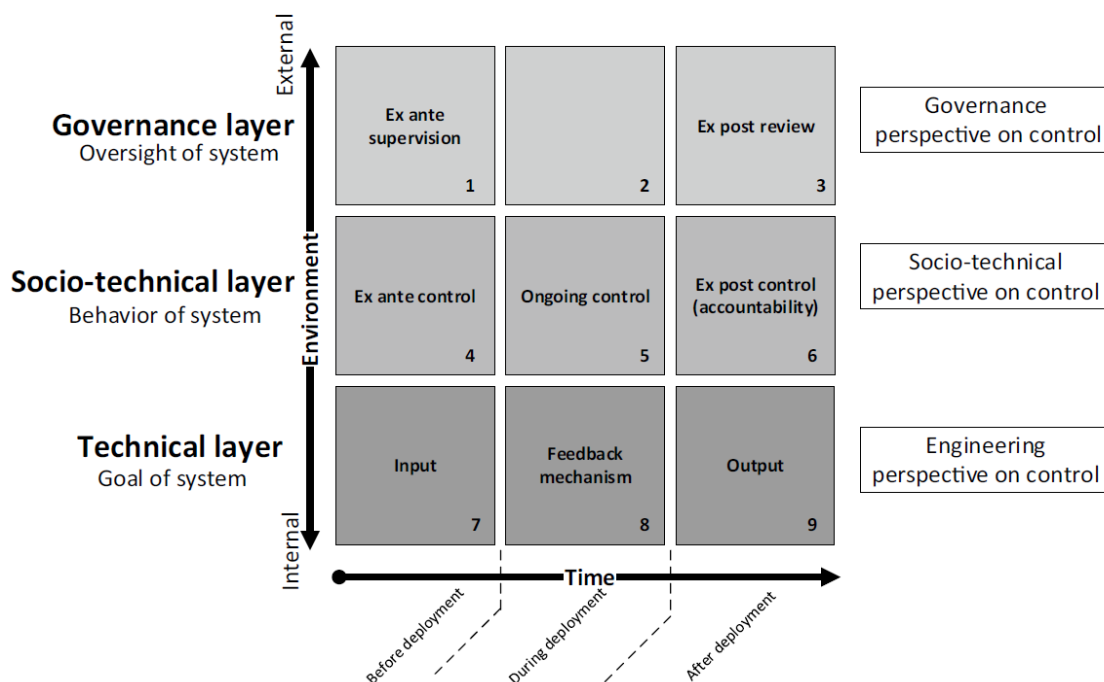 External
Governance layer
Oversight of system
Ex ante
supervision
1
2
Ex post review
3
Governance
perspective on control
Environment
Socio-technical layer
Behavior of system
Ex ante control
4
Ongoing control
5
Ex post control
(accountability)
6
Socio-technical
perspective on control
Technical layer
Goal of system
Input
7
Feedback
mechanism
8
Output
9
Engineering
perspective on control
Internal
Time
Before deployment
During deployment
After deployment